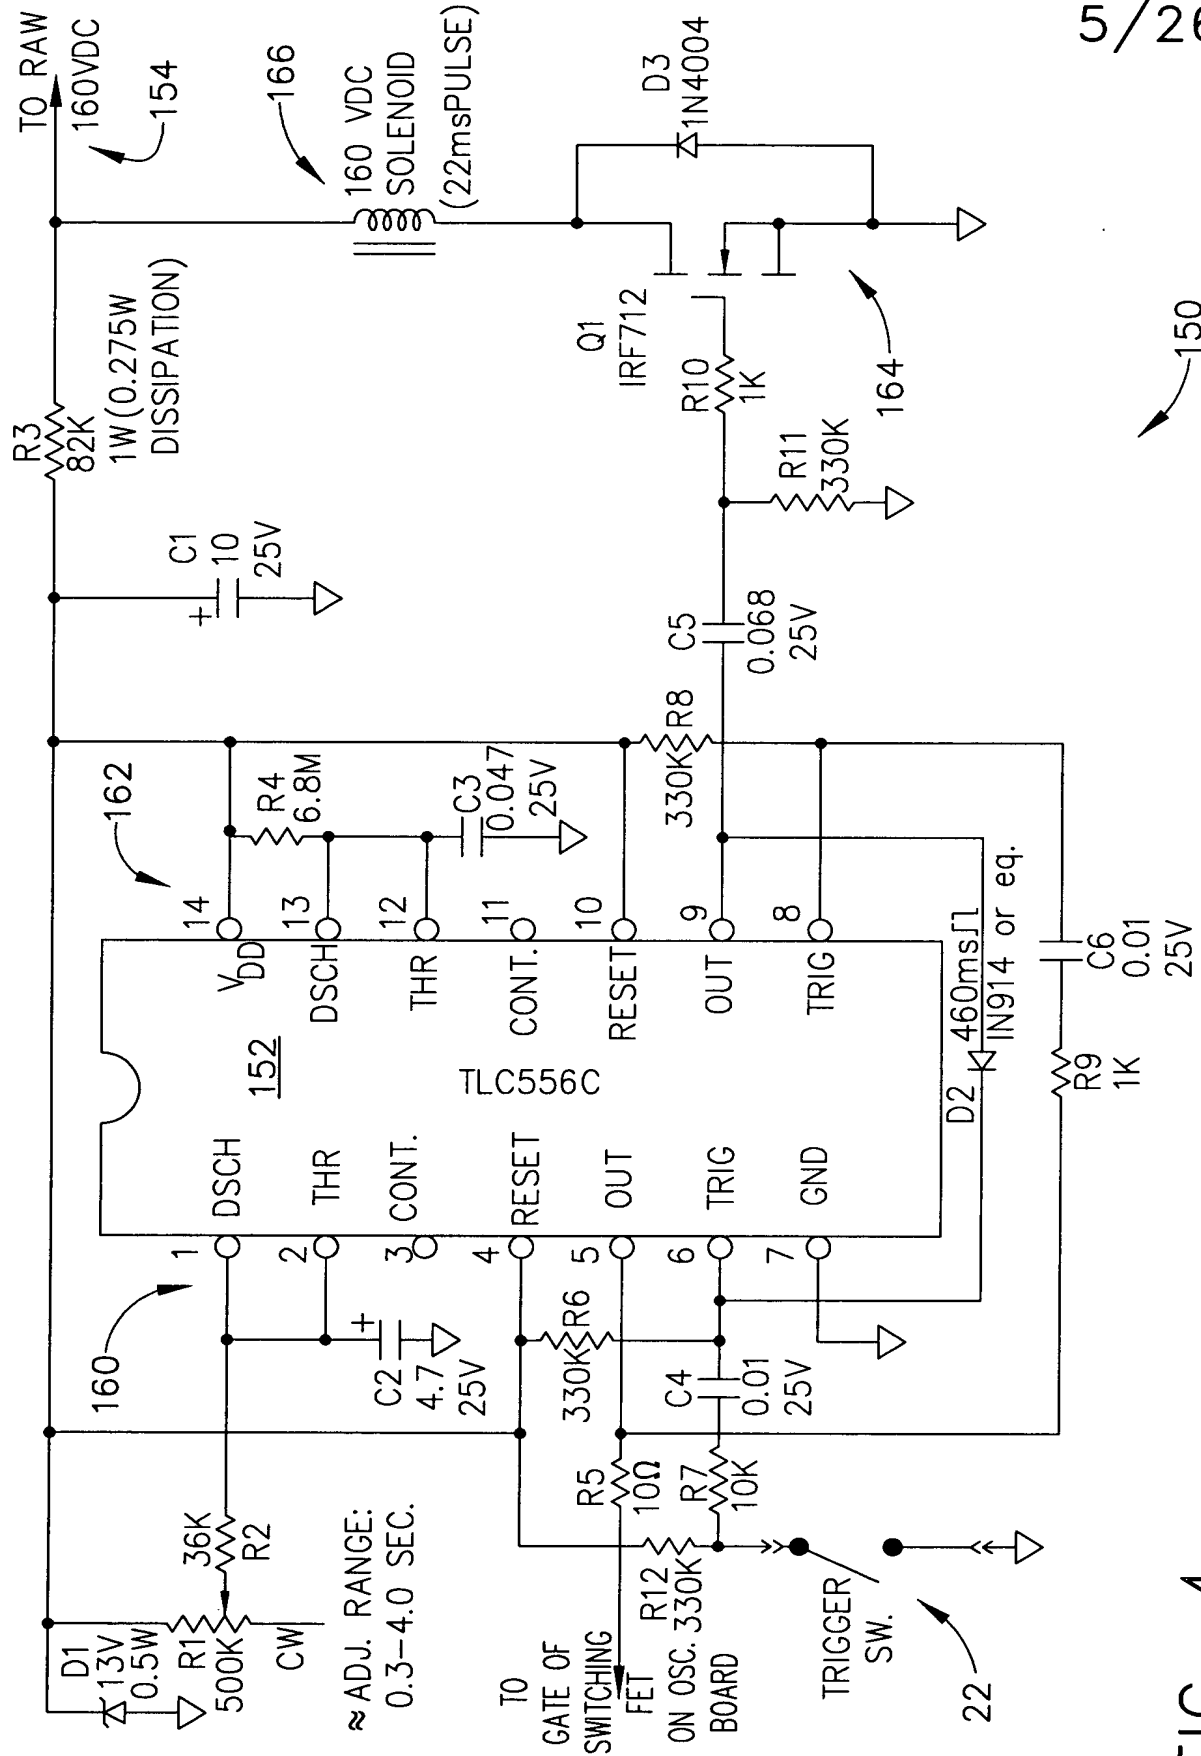 5/26
TO RAW
160VDC
154
166
160 VDC
SOLENOID
(22msPULSE)
D3
1N4004
R3
82K
1W(0.275W
DISSIPATION)
Q1
IRF712
R10
1K
164
150
C1
10
25V
+
R11
330K
C5
0.068
25V
R8
330K
162
R4
6.8M
C3
0.047
25V
14
13
12
11
10
9
8
VDD
DSCH
THR
CONT.
RESET
OUT
TRIG
460ms
IN914 or eq.
D2
C6
0.01
25V
R9
1K
152
TLC556C
DSCH
THR
CONT.
RESET
OUT
TRIG
GND
1
2
3
4
5
6
7
160
+
C2
4.7
25V
R6
330K
C4
0.01
25V
36K
R2
R5
10Ω
R7
10K
D1
13V
0.5W
R1
500K
CW
≈ ADJ. RANGE:
0.3–4.0 SEC.
R12
330K
TO
GATE OF
SWITCHING
FET
ON OSC.
BOARD
TRIGGER
SW.
22